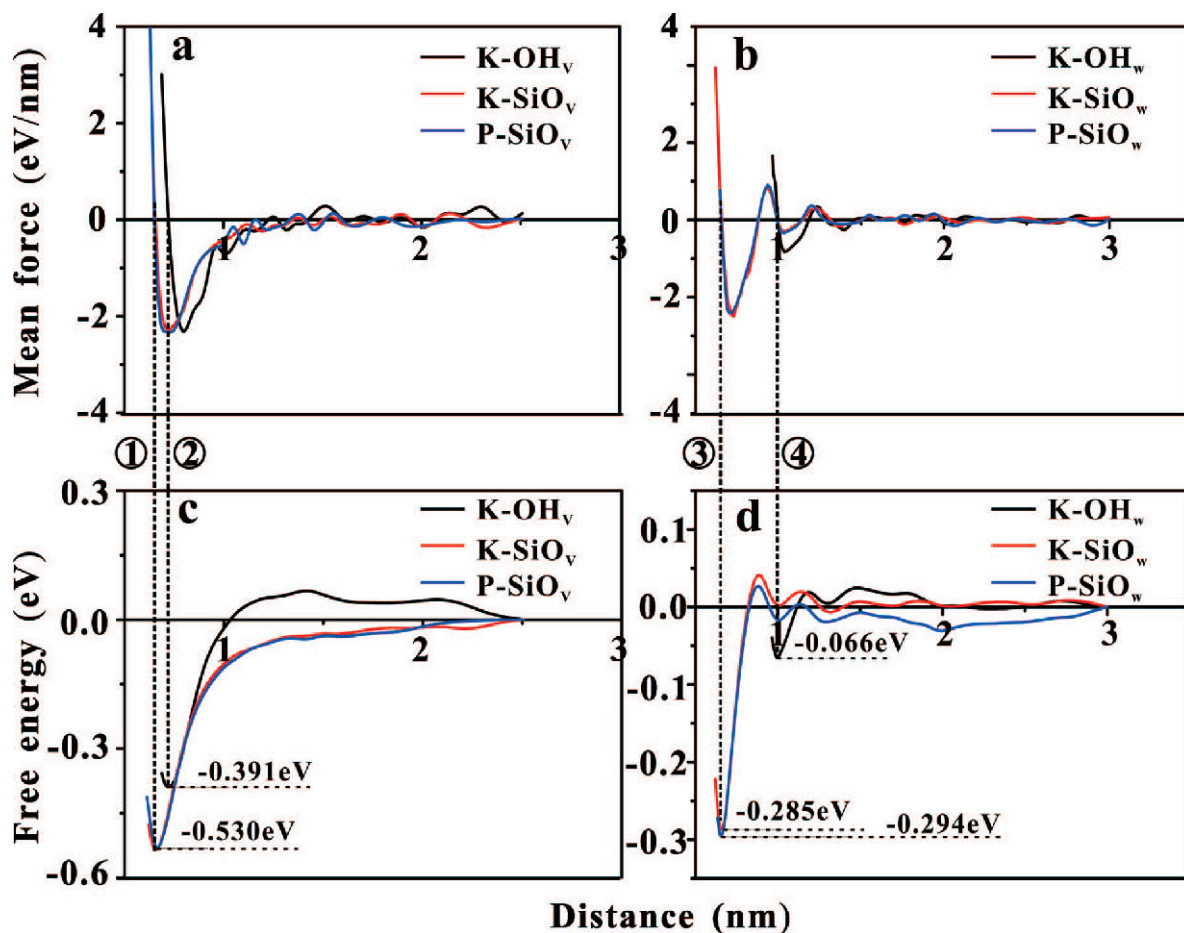 a
K-OHv
K-SiOv
P-SiOv
b
K-OHw
K-SiOw
P-SiOw
Mean force (eV/nm)
4
2
0
-2
-4
1
2
3
4
2
0
-2
-4
1
2
3
①
②
③
④
c
K-OHv
K-SiOv
P-SiOv
d
K-OHw
K-SiOw
P-SiOw
Free energy (eV)
0.3
0.0
-0.3
-0.6
1
2
3
-0.391eV
-0.530eV
0.1
0.0
-0.1
-0.2
-0.3
1
2
3
-0.066eV
-0.285eV
-0.294eV
Distance (nm)